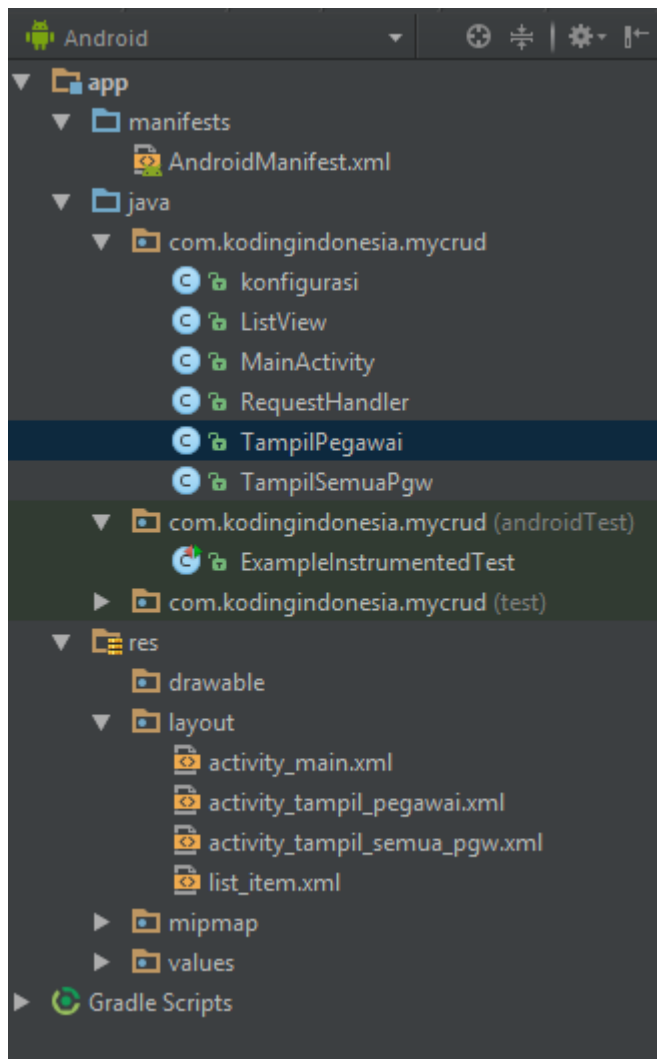 Android
app
manifests
AndroidManifest.xml
java
com.kodingindonesia.mycrud
konfigurasi
ListView
MainActivity
RequestHandler
TampilPegawai
TampilSemuaPgw
com.kodingindonesia.mycrud (androidTest)
ExampleInstrumentedTest
com.kodingindonesia.mycrud (test)
res
drawable
layout
activity_main.xml
activity_tampil_pegawai.xml
activity_tampil_semua_pgw.xml
list_item.xml
mipmap
values
Gradle Scripts